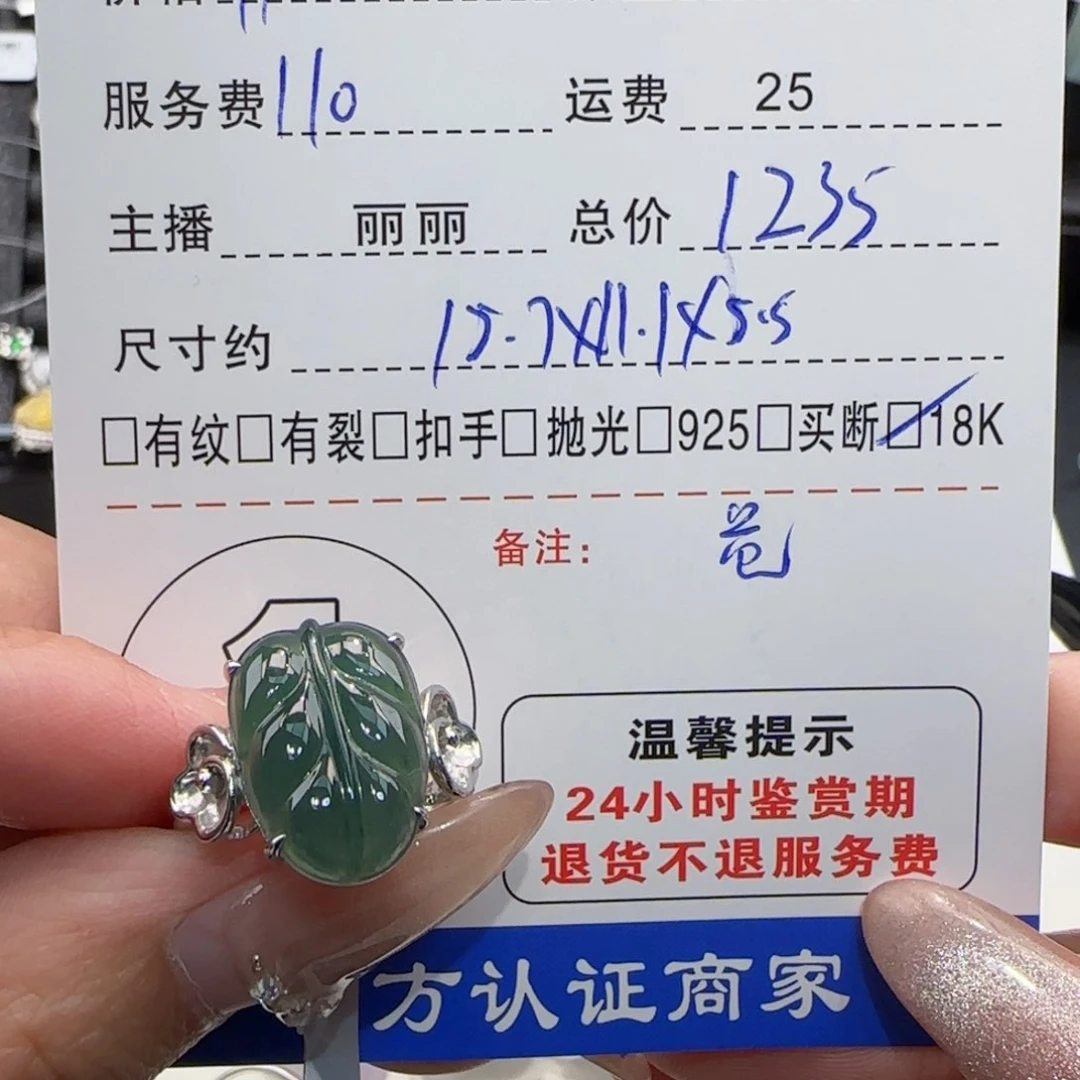 服务费 110 运费 25
主播 丽丽 总价 1235
尺寸约 15.7X11.1X5.5
□有纹□有裂□扣手□抛光□925□买断□18K
备注:
温馨提示
24小时鉴赏期
退货不退服务费
方认证商家